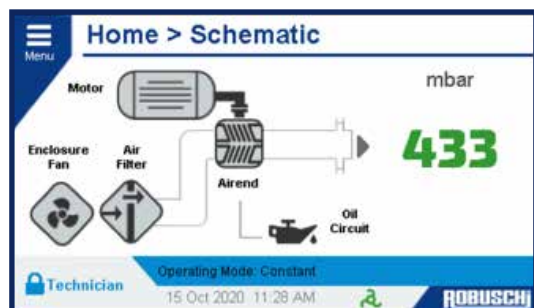 Menu
Home > Schematic
Motor
mbar
433
Enclosure
Fan
Air
Filter
Airend
Oil
Circuit
Technician
Operating Mode: Constant
15 Oct 2020 11:28 AM
ROBUSCHI